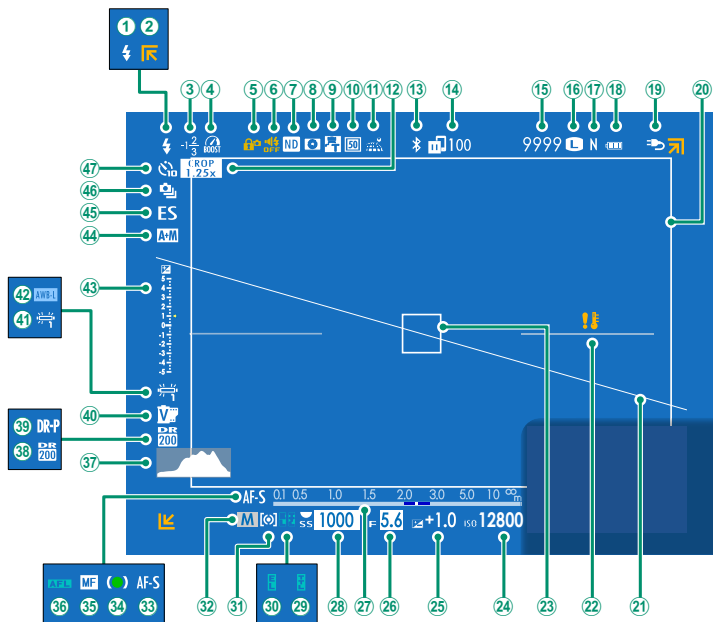 1 2
3 4 5 6 7 8 9 10 11 12 13 14 15 16 17 18 19 20
-1 2/3 BOOST OFF ND 50 100 9999 L N
47 CROP
1.25x
46
45 ES
44 A+M
43
5
4
3
2
1
0
-1
-2
-3
-4
-5
42 AWB-L
41 1
1
40 V
39 DR-P
38 DR
200
DR
200
37
23 22 21
AF-S 0.1 0.5 1.0 1.5 2.0 3.0 5.0 10 ∞ m
M SS 1000 F 5.6 +1.0 ISO 12800
32 31 28 27 26 25 24
AFL MF AF-S
36 35 34 33
EL
30 29